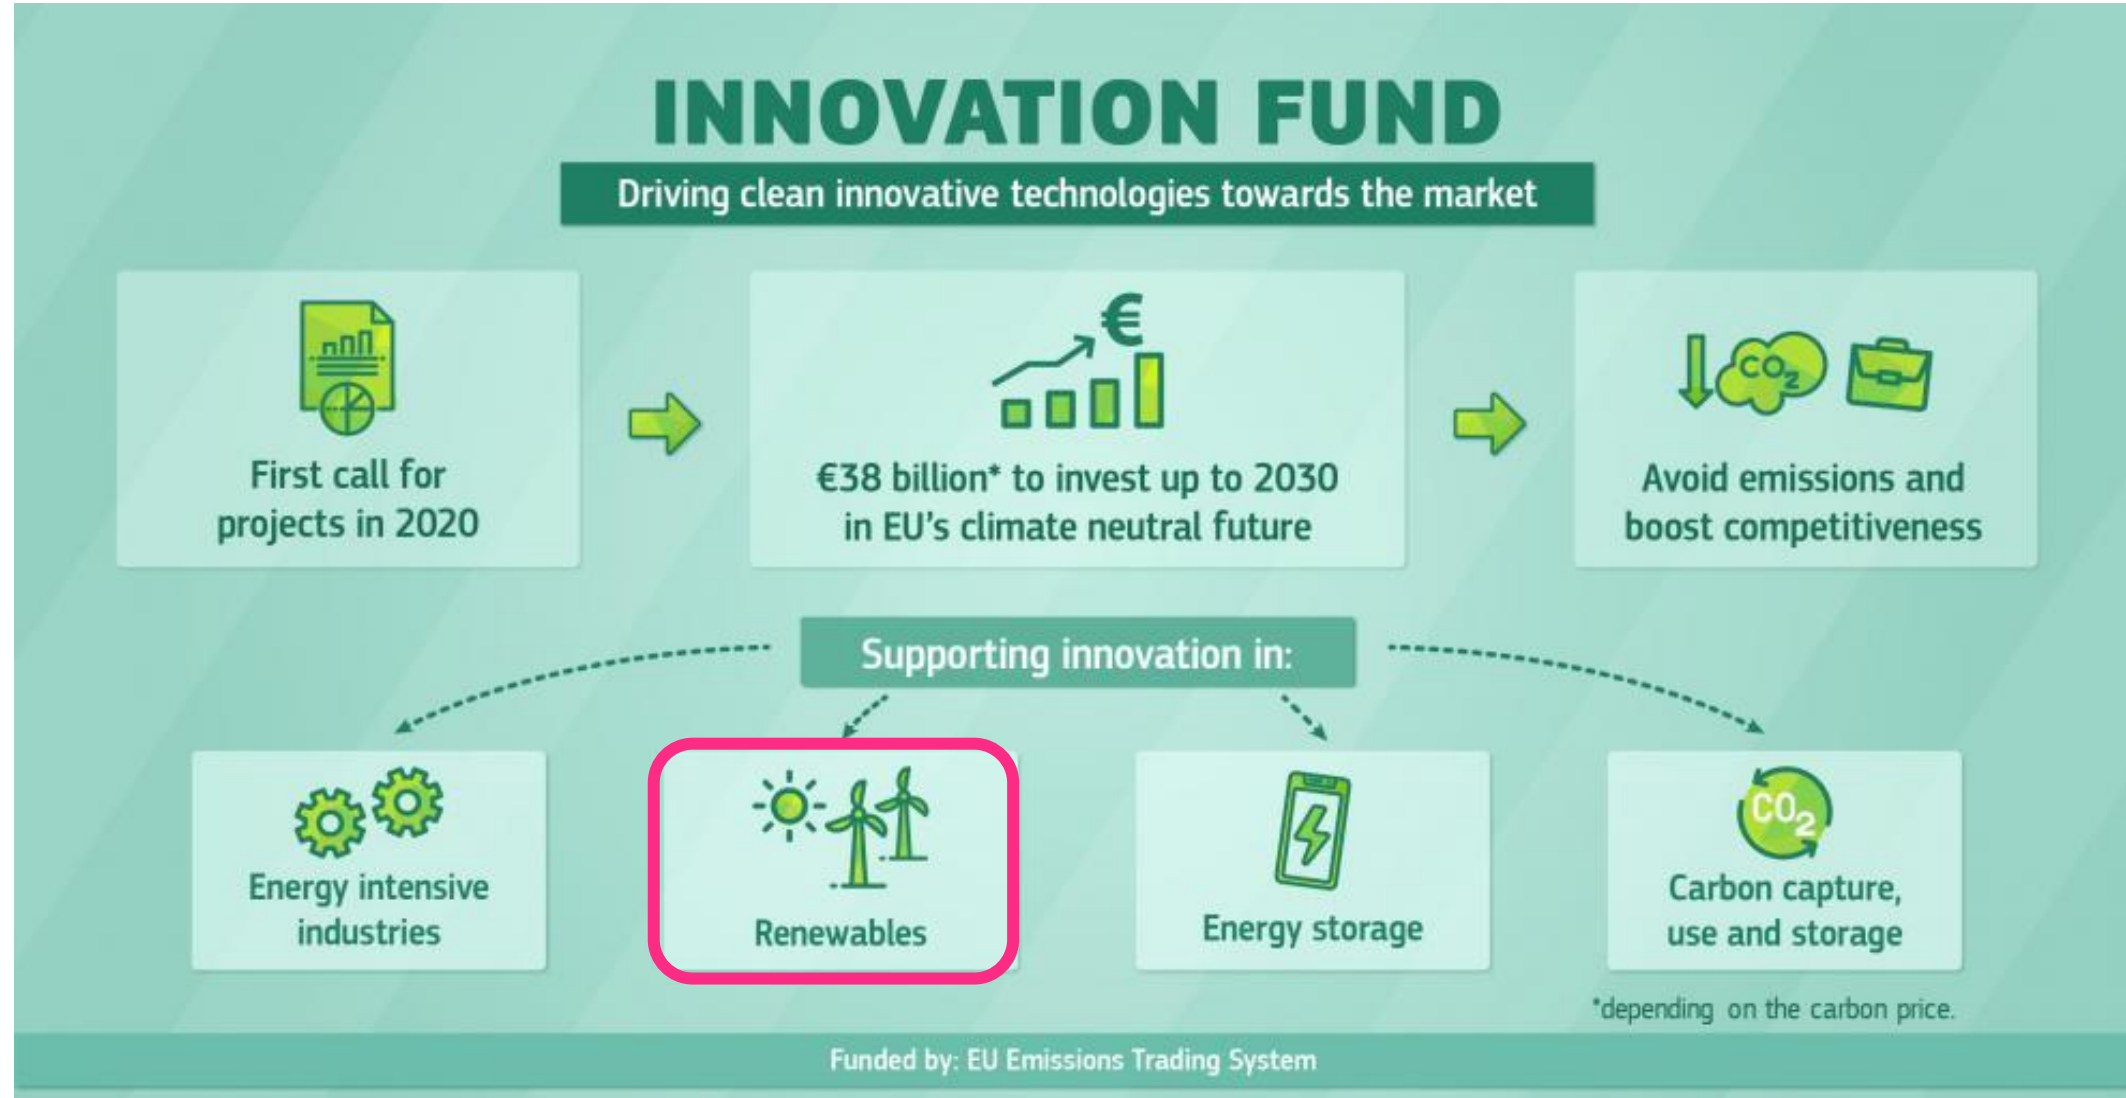 INNOVATION FUND
Driving clean innovative technologies towards the market
First call for
projects in 2020
€
€38 billion* to invest up to 2030
in EU's climate neutral future
CO2
Avoid emissions and
boost competitiveness
Supporting innovation in:
Energy intensive
industries
Renewables
Energy storage
CO2
Carbon capture,
use and storage
*depending on the carbon price.
Funded by: EU Emissions Trading System